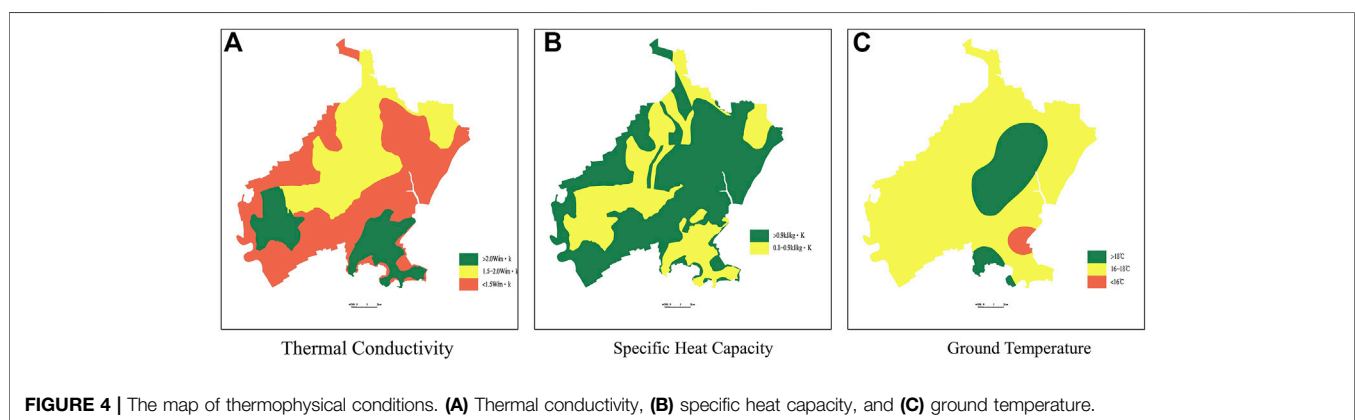 A
B
C
>2.0W/m·k
1.5-2.0W/m·k
<1.5W/m·k
>0.9kJ/kg·K
0.8-0.9kJ/kg·K
>18℃
16-18℃
<16℃
Thermal Conductivity
Specific Heat Capacity
Ground Temperature
FIGURE 4 | The map of thermophysical conditions. (A) Thermal conductivity, (B) specific heat capacity, and (C) ground temperature.